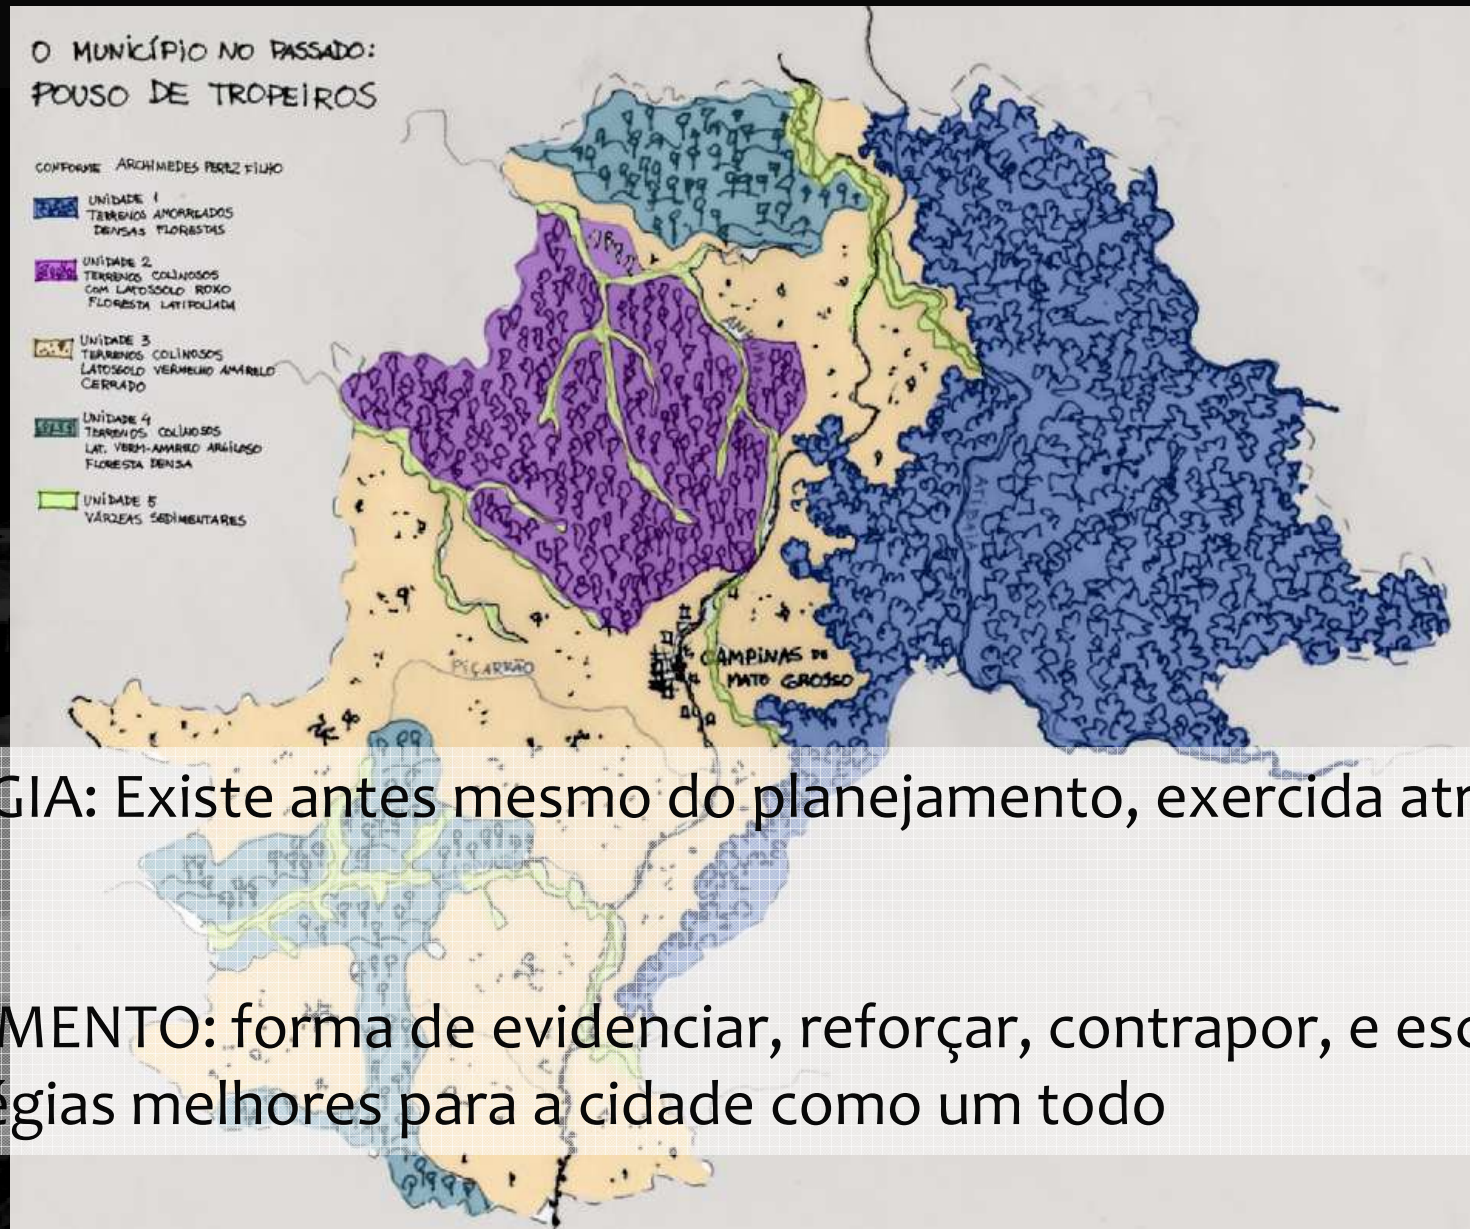 O MUNICÍPIO NO PASSADO:
POUSO DE TROPEIROS
CONFORME ARCHIMEDES PEREZ FILHO
UNIDADE 1
TERRENOS AMORREADOS
DENSAS FLORESTAS
UNIDADE 2
TERRENOS COLINOSOS
COM LATOSSOLO ROXO
FLORESTA LATIFOLIADA
UNIDADE 3
TERRENOS COLINOSOS
LATOSSOLO VERMELHO AMARELO
CERRADO
UNIDADE 4
TERRENOS COLINOSOS
LAT. VERM-AMARELO ARGILOSO
FLORESTA DENSA
UNIDADE 5
VÁRZEAS SEDIMENTARES
ATIBAIA
PIÇARRÃO
CAMPINAS DE
MATO GROSSO
GIA: Existe antes mesmo do planejamento, exercida atr
MENTO: forma de evidenciar, reforçar, contrapor, e esc
égias melhores para a cidade como um todo